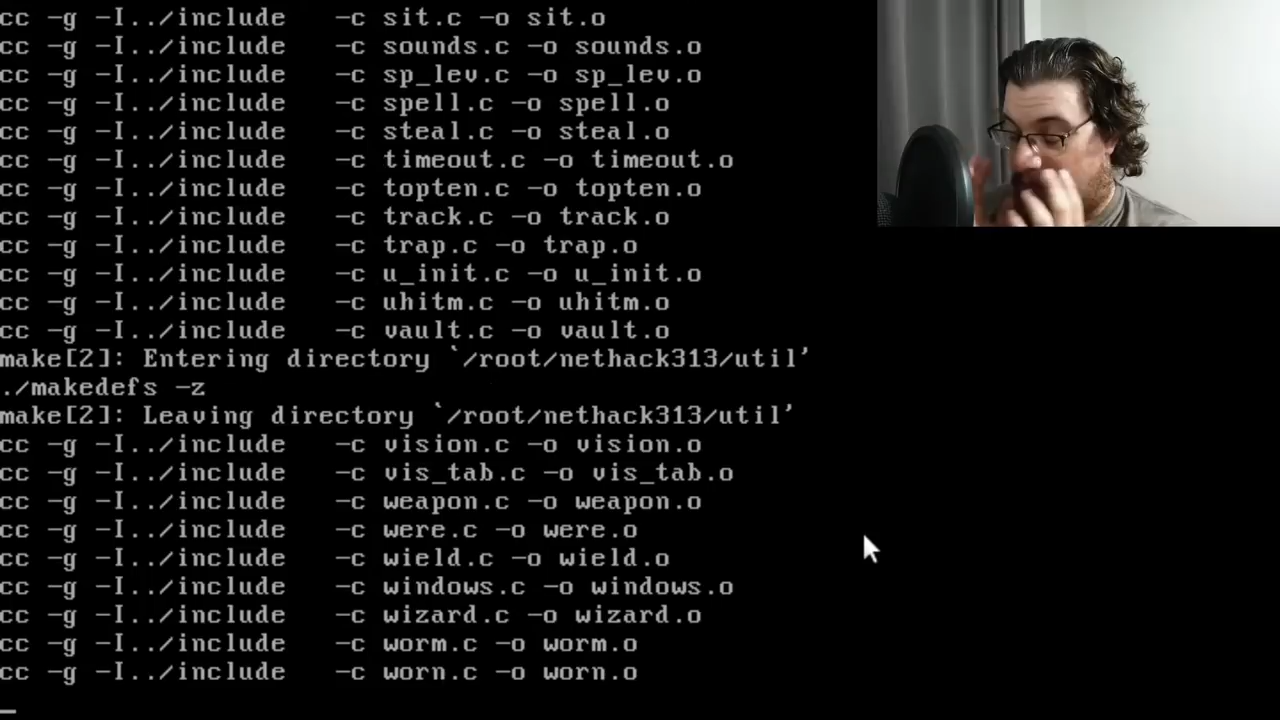 cc -g -I../include   -c sit.c -o sit.o
cc -g -I../include   -c sounds.c -o sounds.o
cc -g -I../include   -c sp_lev.c -o sp_lev.o
cc -g -I../include   -c spell.c -o spell.o
cc -g -I../include   -c steal.c -o steal.o
cc -g -I../include   -c timeout.c -o timeout.o
cc -g -I../include   -c topten.c -o topten.o
cc -g -I../include   -c track.c -o track.o
cc -g -I../include   -c trap.c -o trap.o
cc -g -I../include   -c u_init.c -o u_init.o
cc -g -I../include   -c uhitm.c -o uhitm.o
cc -g -I../include   -c vault.c -o vault.o
make[2]: Entering directory `/root/nethack313/util'
./makedefs -z
make[2]: Leaving directory `/root/nethack313/util'
cc -g -I../include   -c vision.c -o vision.o
cc -g -I../include   -c vis_tab.c -o vis_tab.o
cc -g -I../include   -c weapon.c -o weapon.o
cc -g -I../include   -c were.c -o were.o
cc -g -I../include   -c wield.c -o wield.o
cc -g -I../include   -c windows.c -o windows.o
cc -g -I../include   -c wizard.c -o wizard.o
cc -g -I../include   -c worm.c -o worm.o
cc -g -I../include   -c worn.c -o worn.o